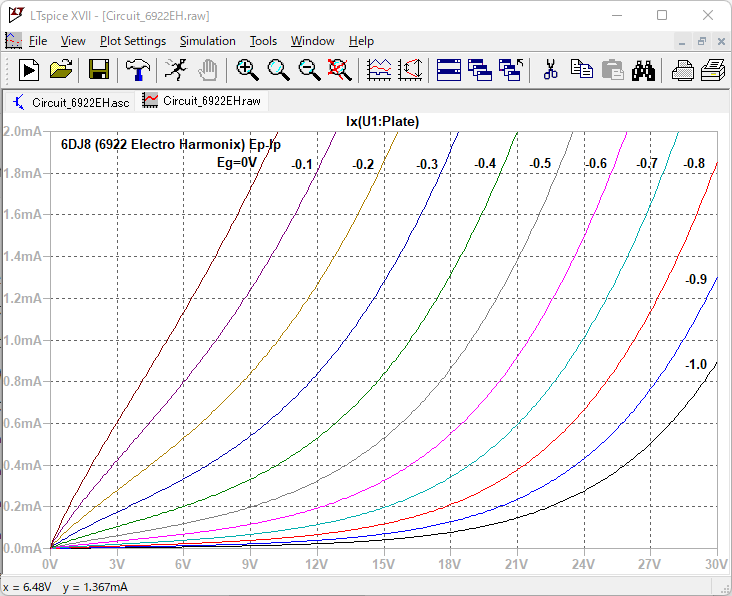 LTspice XVII - [Circuit_6922EH.raw]
File View Plot Settings Simulation Tools Window Help
Circuit_6922EH.asc Circuit_6922EH.raw
Ix(U1:Plate)
2.0mA
6DJ8 (6922 Electro Harmonix) Ep-Ip
Eg=0V -0.1 -0.2 -0.3 -0.4 -0.5 -0.6 -0.7 -0.8
1.8mA
1.6mA
1.4mA
-0.9
1.2mA
1.0mA
-1.0
0.8mA
0.6mA
0.4mA
0.2mA
0.0mA
0V 3V 6V 9V 12V 15V 18V 21V 24V 27V 30V
x = 6.48V y = 1.367mA